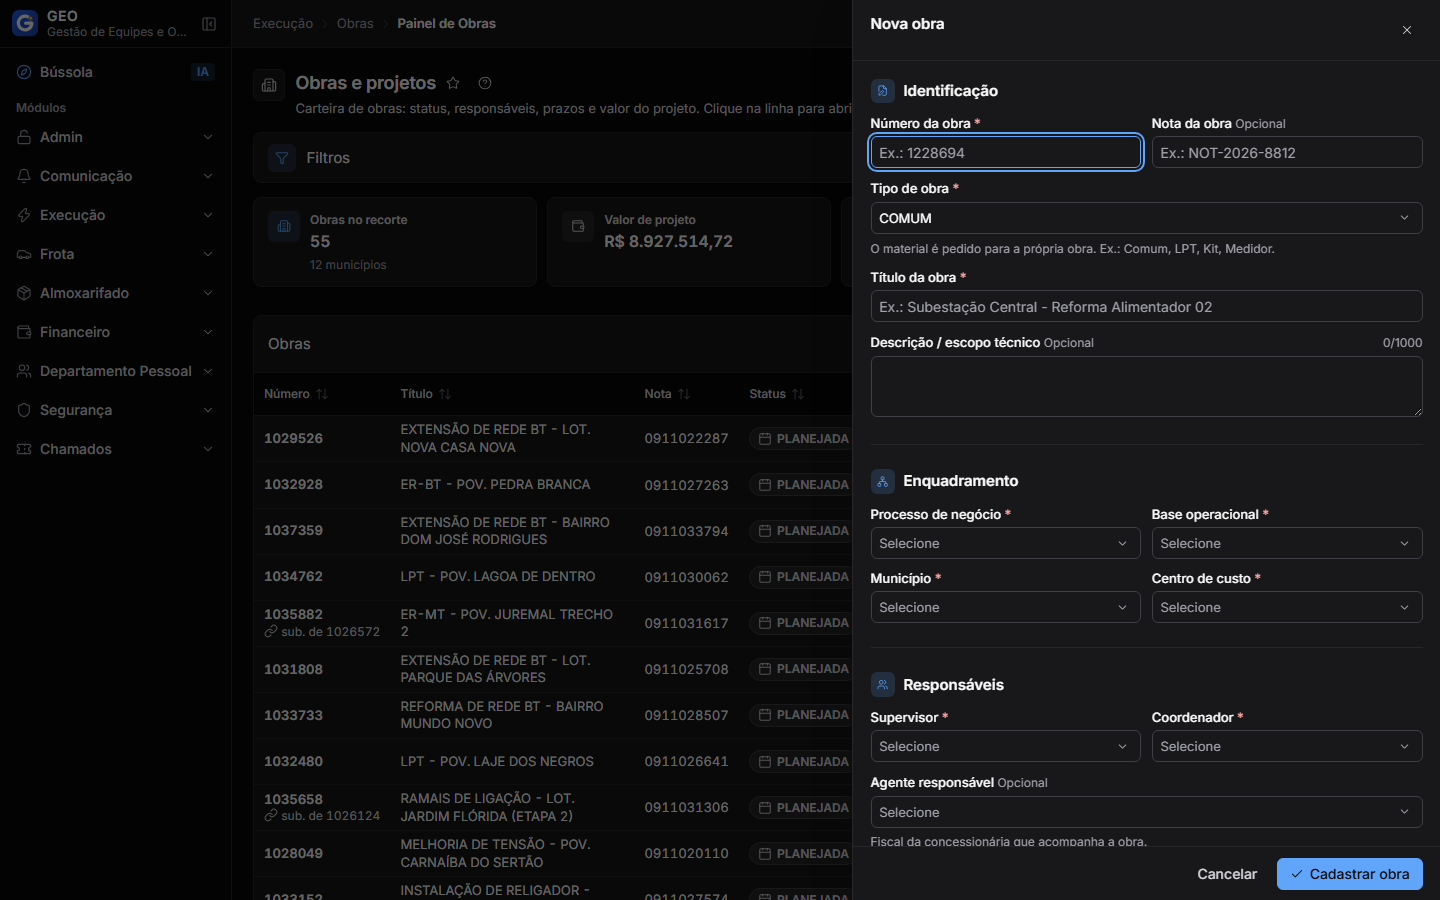 GEO
Gestão de Equipes e O...
Bússola
IA
Módulos
Admin
Comunicação
Execução
Frota
Almoxarifado
Financeiro
Departamento Pessoal
Segurança
Chamados
Execução
Obras
Painel de Obras
Obras e projetos
Carteira de obras: status, responsáveis, prazos e valor do projeto. Clique na linha para abri
Filtros
Obras no recorte
55
12 municípios
Valor de projeto
R$ 8.927.514,72
Obras
Número
Título
Nota
Status
1029526
EXTENSÃO DE REDE BT - LOT.
NOVA CASA NOVA
0911022287
PLANEJADA
1032928
ER-BT - POV. PEDRA BRANCA
0911027263
PLANEJADA
1037359
EXTENSÃO DE REDE BT - BAIRRO
DOM JOSÉ RODRIGUES
0911033794
PLANEJADA
1034762
LPT - POV. LAGOA DE DENTRO
0911030062
PLANEJADA
1035882
sub. de 1026572
ER-MT - POV. JUREMAL TRECHO
2
0911031617
PLANEJADA
1031808
EXTENSÃO DE REDE BT - LOT.
PARQUE DAS ÁRVORES
0911025708
PLANEJADA
1033733
REFORMA DE REDE BT - BAIRRO
MUNDO NOVO
0911028507
PLANEJADA
1032480
LPT - POV. LAJE DOS NEGROS
0911026641
PLANEJADA
1035658
sub. de 1026124
RAMAIS DE LIGAÇÃO - LOT.
JARDIM FLÓRIDA (ETAPA 2)
0911031306
PLANEJADA
1028049
MELHORIA DE TENSÃO - POV.
CARNAÍBA DO SERTÃO
0911020110
PLANEJADA
1033152
INSTALAÇÃO DE RELIGADOR -
0911027574
PLANEJADA
Nova obra
Identificação
Número da obra *
Ex.: 1228694
Nota da obra Opcional
Ex.: NOT-2026-8812
Tipo de obra *
COMUM
O material é pedido para a própria obra. Ex.: Comum, LPT, Kit, Medidor.
Título da obra *
Ex.: Subestação Central - Reforma Alimentador 02
Descrição / escopo técnico Opcional
0/1000
Enquadramento
Processo de negócio *
Selecione
Base operacional *
Selecione
Município *
Selecione
Centro de custo *
Selecione
Responsáveis
Supervisor *
Selecione
Coordenador *
Selecione
Agente responsável Opcional
Selecione
Fiscal da concessionária que acompanha a obra.
Cancelar
Cadastrar obra